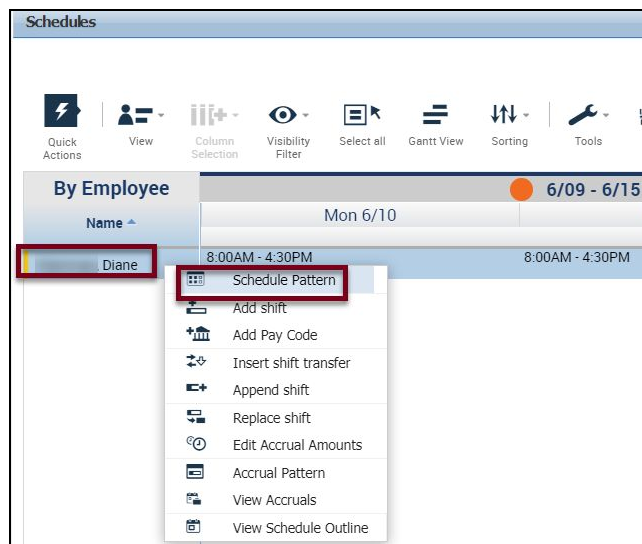 Schedules
Quick Actions
View
Column Selection
Visibility Filter
Select all
Gantt View
Sorting
Tools
By Employee
6/09 - 6/15
Name
Mon 6/10
Diane
8:00AM - 4:30PM
8:00AM - 4:30PM
Schedule Pattern
Add shift
Add Pay Code
Insert shift transfer
Append shift
Replace shift
Edit Accrual Amounts
Accrual Pattern
View Accruals
View Schedule Outline